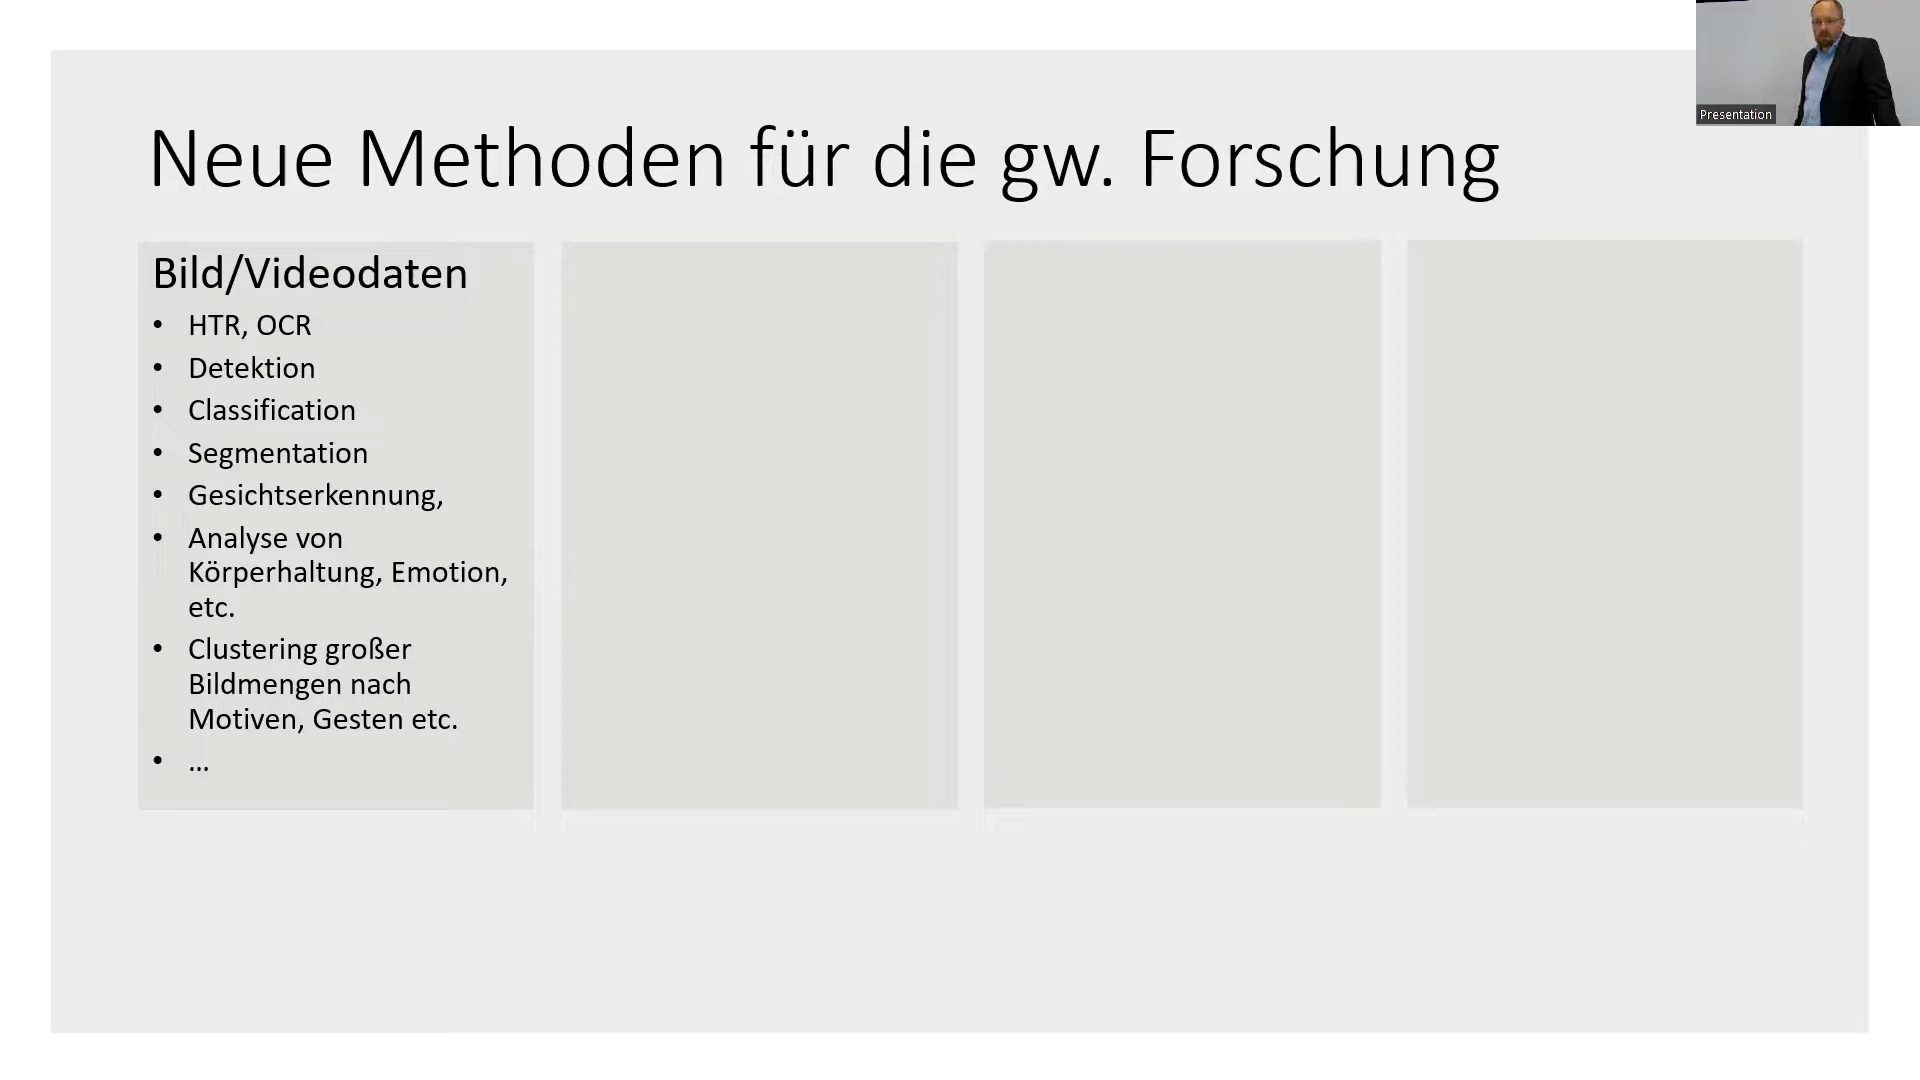 Presentation
Neue Methoden für die gw. Forschung
Bild/Videodaten
• HTR, OCR
• Detektion
• Classification
• Segmentation
• Gesichtserkennung,
• Analyse von
Körperhaltung, Emotion,
etc.
• Clustering großer
Bildmengen nach
Motiven, Gesten etc.
• ...